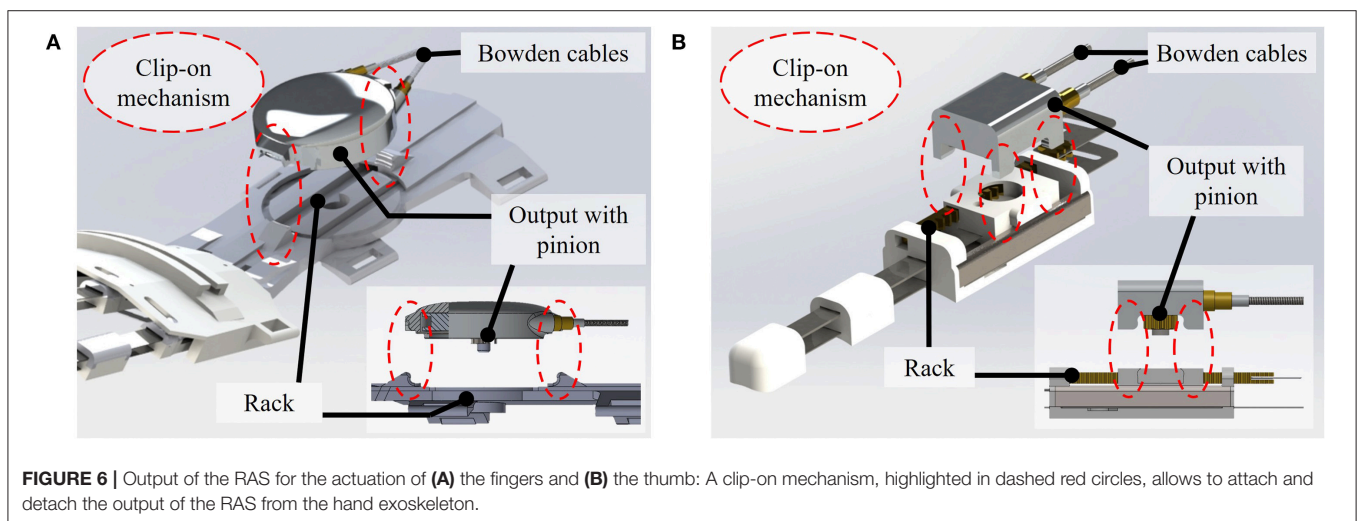 A
Clip-on
mechanism
Bowden cables
Output with
pinion
Rack
B
Clip-on
mechanism
Bowden cables
Output with
pinion
Rack
FIGURE 6 | Output of the RAS for the actuation of (A) the fingers and (B) the thumb: A clip-on mechanism, highlighted in dashed red circles, allows to attach and
detach the output of the RAS from the hand exoskeleton.